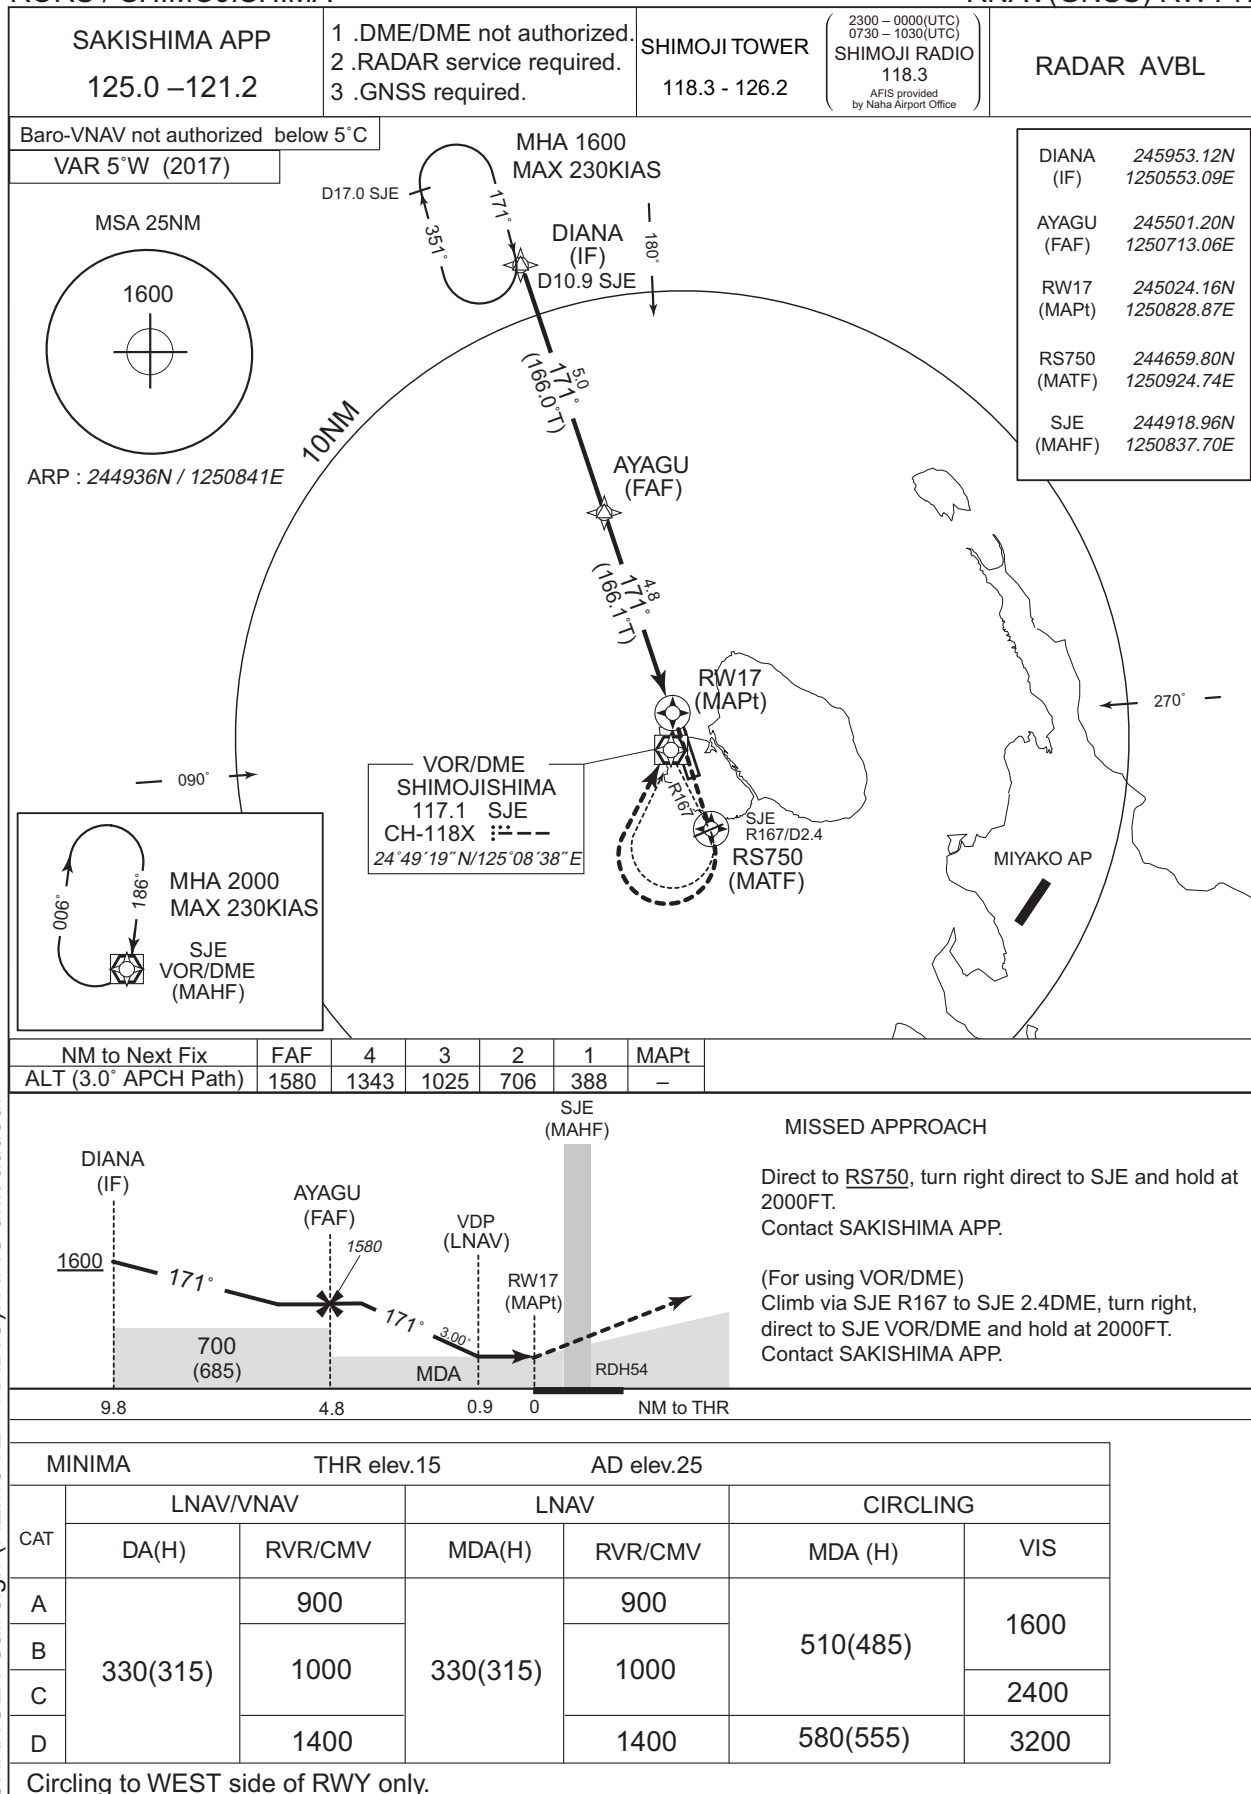 SAKISHIMA APP
125.0 –121.2
1 .DME/DME not authorized.
2 .RADAR service required.
3 .GNSS required.
SHIMOJI TOWER
118.3 - 126.2
2300 – 0000(UTC)
0730 – 1030(UTC)
SHIMOJI RADIO
118.3
AFIS provided
by Naha Airport Office
RADAR AVBL
Baro-VNAV not authorized below 5˚C
VAR 5˚W (2017)
MSA 25NM
1600
ARP : 244936N / 1250841E
MHA 1600
MAX 230KIAS
D17.0 SJE
171˚
351˚
DIANA
(IF)
D10.9 SJE
180˚
DIANA 245953.12N
(IF) 1250553.09E
AYAGU 245501.20N
(FAF) 1250713.06E
RW17 245024.16N
(MAPt) 1250828.87E
RS750 244659.80N
(MATF) 1250924.74E
SJE 244918.96N
(MAHF) 1250837.70E
10NM
5.0
171˚
(166.0˚T)
AYAGU
(FAF)
4.8
171˚
(166.1˚T)
RW17
(MAPt)
270˚
090˚
VOR/DME
SHIMOJISHIMA
117.1 SJE
CH-118X
24˚49´19˝N/125˚08´38˝E
R167
SJE
R167/D2.4
RS750
(MATF)
MIYAKO AP
006˚
186˚
MHA 2000
MAX 230KIAS
SJE
VOR/DME
(MAHF)
NM to Next Fix FAF 4 3 2 1 MAPt
ALT (3.0˚ APCH Path) 1580 1343 1025 706 388 –
DIANA
(IF)
1600
171˚
AYAGU
(FAF)
1580
171˚
3.00˚
VDP
(LNAV)
RW17
(MAPt)
SJE
(MAHF)
700
(685)
MDA
RDH54
9.8 4.8 0.9 0 NM to THR
MISSED APPROACH
Direct to RS750, turn right direct to SJE and hold at
2000FT.
Contact SAKISHIMA APP.
(For using VOR/DME)
Climb via SJE R167 to SJE 2.4DME, turn right,
direct to SJE VOR/DME and hold at 2000FT.
Contact SAKISHIMA APP.
MINIMA THR elev.15 AD elev.25
CAT LNAV/VNAV LNAV CIRCLING
DA(H) RVR/CMV MDA(H) RVR/CMV MDA (H) VIS
A 330(315) 900 330(315) 900 510(485) 1600
B 1000 1000
C 2400
D 1400 1400 580(555) 3200
Circling to WEST side of RWY only.